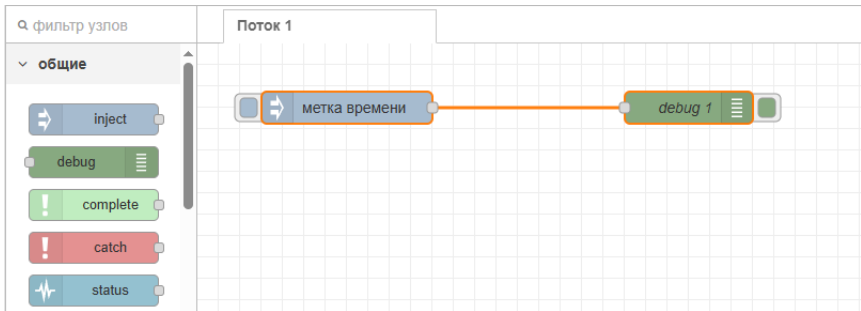 фильтр узлов
Поток 1
общие
inject
debug
complete
catch
status
метка времени
debug 1